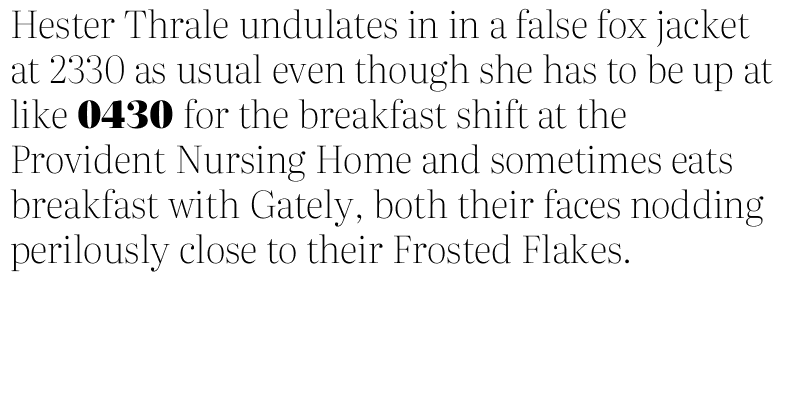 Hester Thrale undulates in in a false fox jacket
at 2330 as usual even though she has to be up at
like 0430 for the breakfast shift at the
Provident Nursing Home and sometimes eats
breakfast with Gately, both their faces nodding
perilously close to their Frosted Flakes.